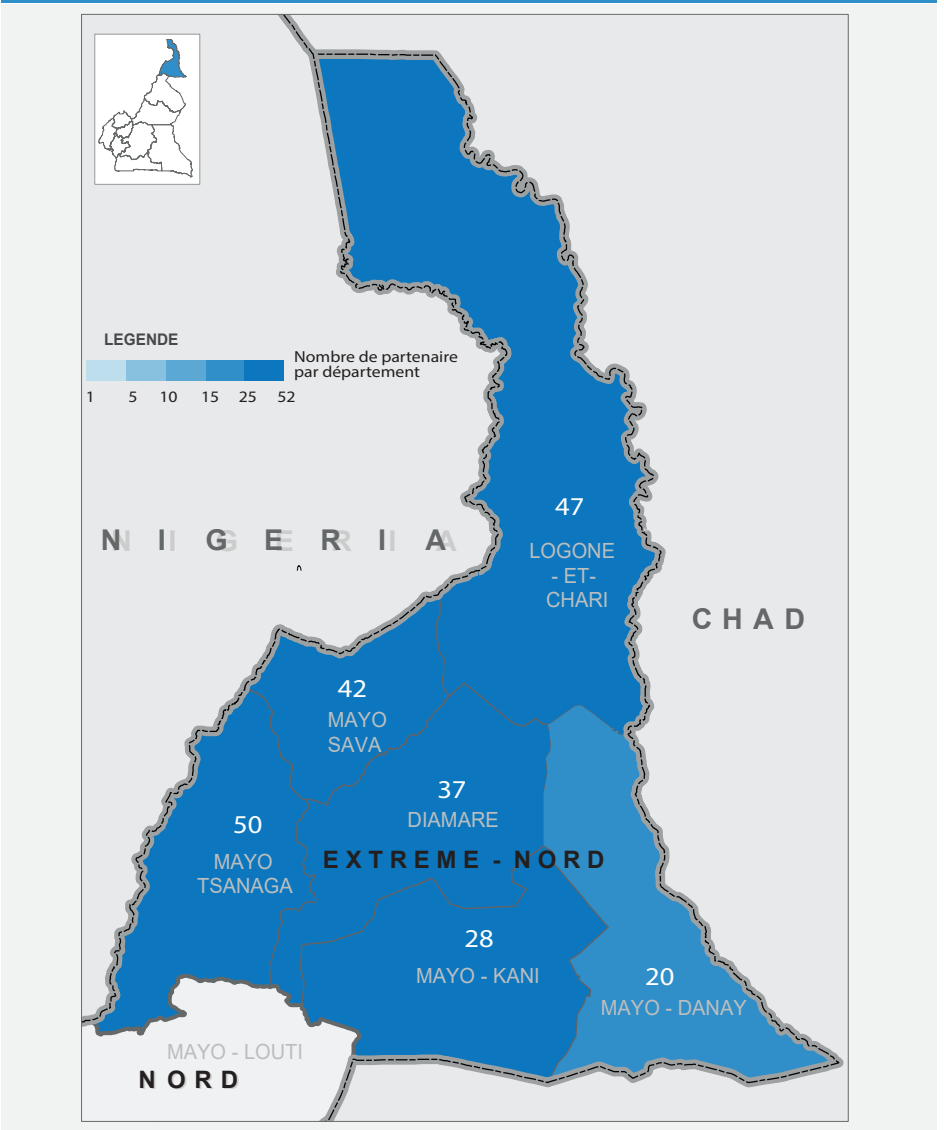 LEGENDE
Nombre de partenaire
par département
1 5 10 15 25 52
47
N I G E R I A
LOGONE
- ET-
CHARI
CHAD
42
MAYO
SAVA
37
DIAMARE
50
MAYO
TSANAGA
EXTREME - NORD
28
MAYO - KANI
20
MAYO - DANAY
MAYO - LOUTI
NORD